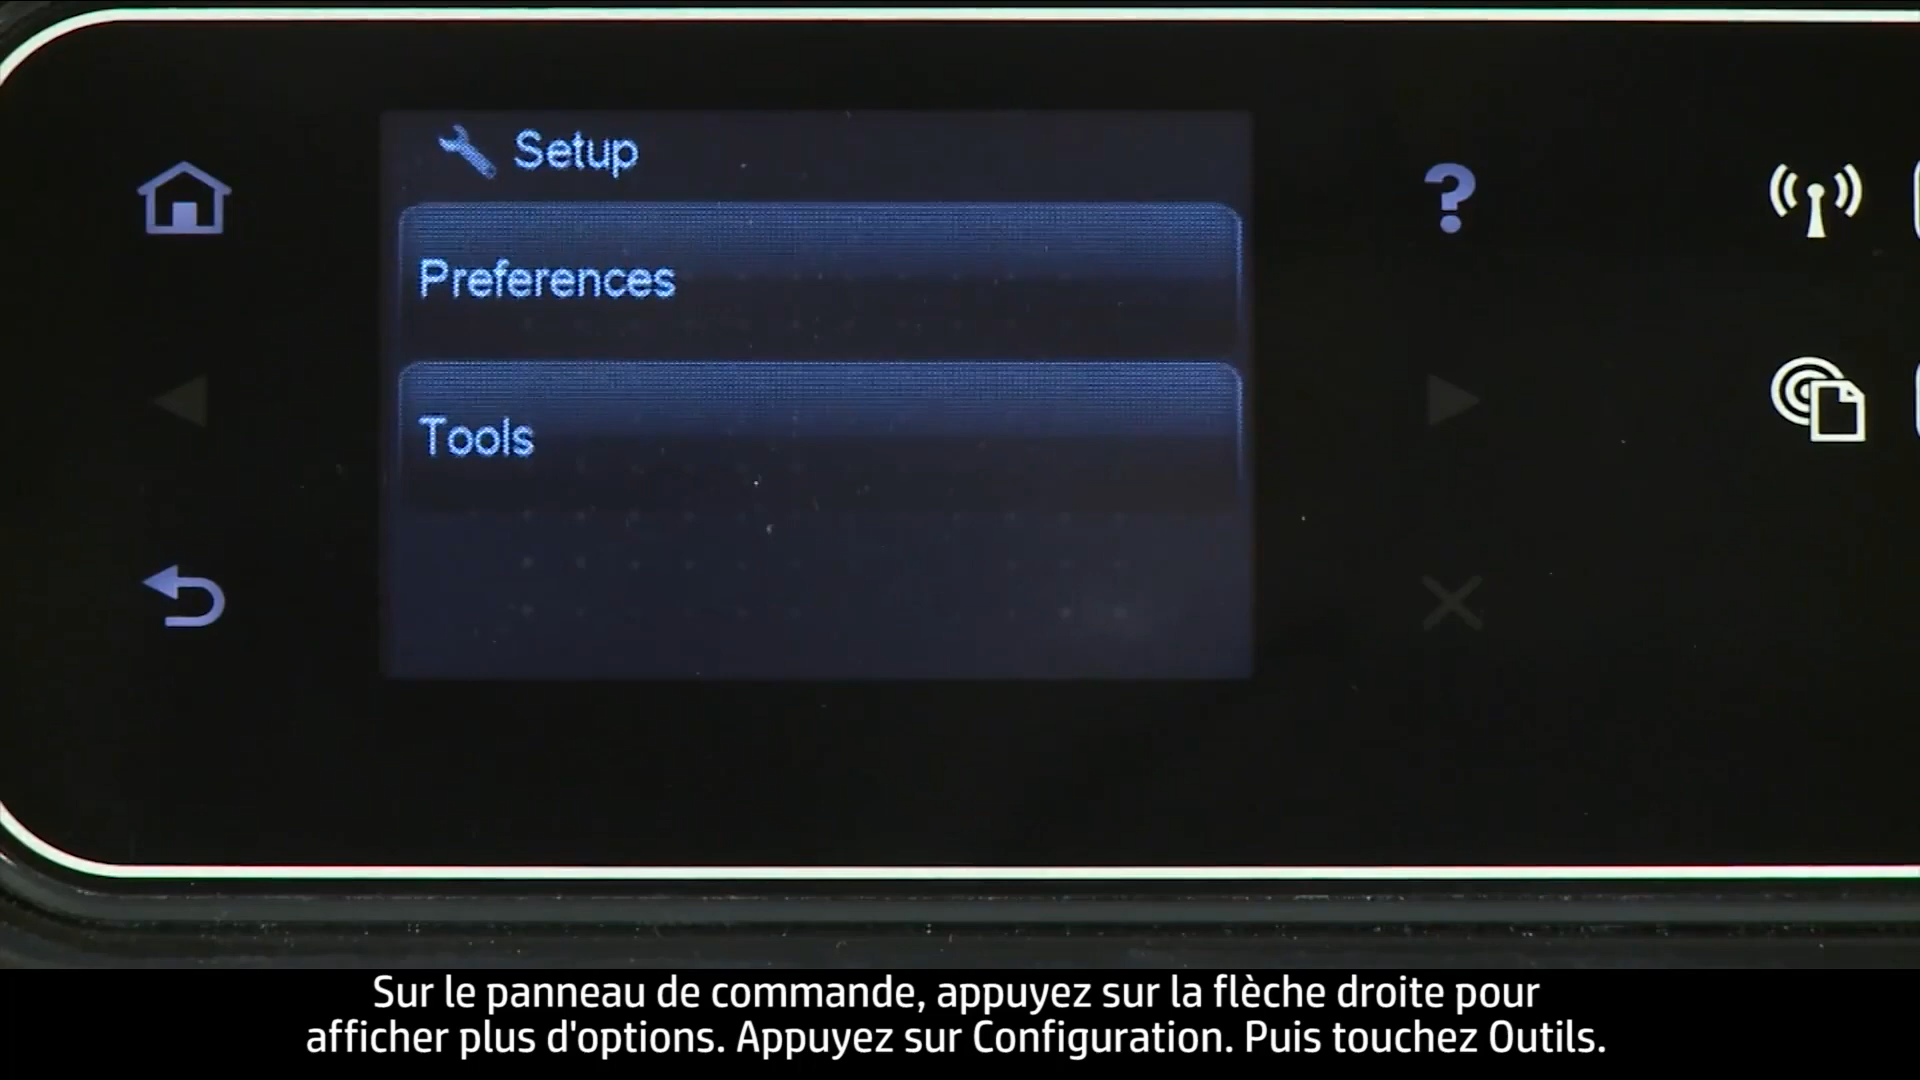 Setup
Preferences
Tools
Sur le panneau de commande, appuyez sur la flèche droite pour
afficher plus d'options. Appuyez sur Configuration. Puis touchez Outils.